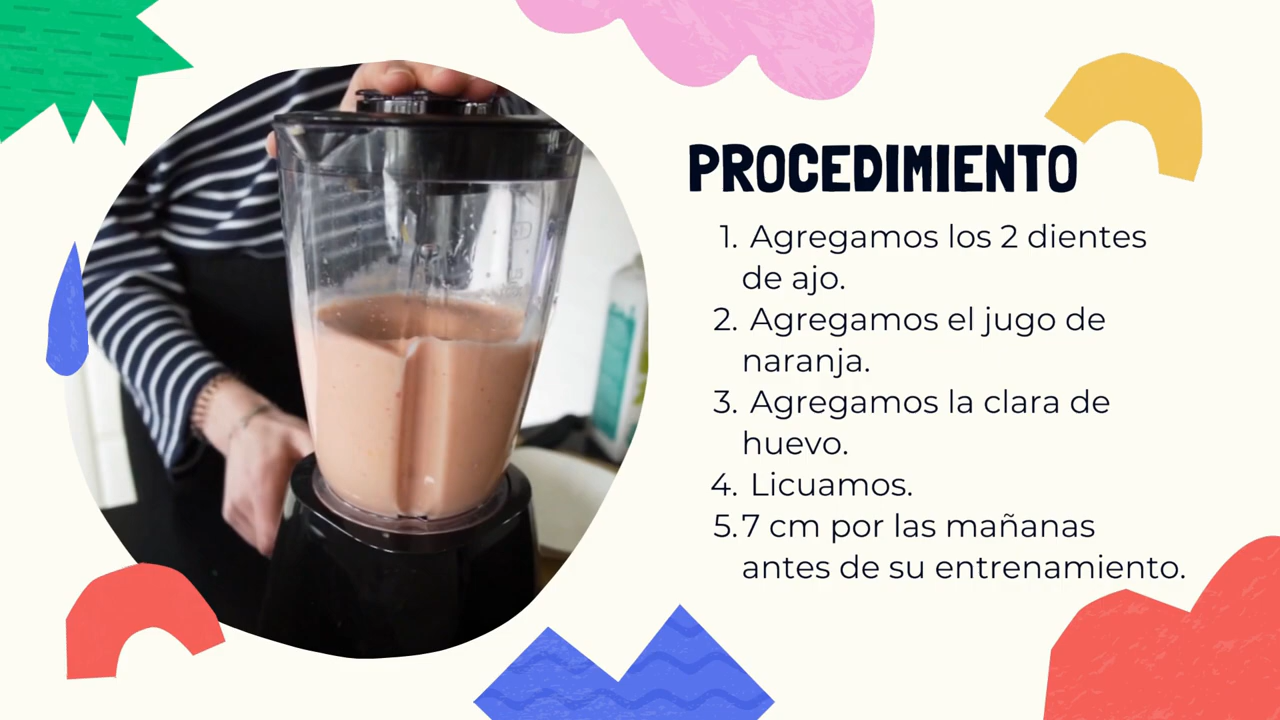 PROCEDIMIENTO
1. Agregamos los 2 dientes
de ajo.
2. Agregamos el jugo de
naranja.
3. Agregamos la clara de
huevo.
4. Licuamos.
5.7 cm por las mañanas
antes de su entrenamiento.